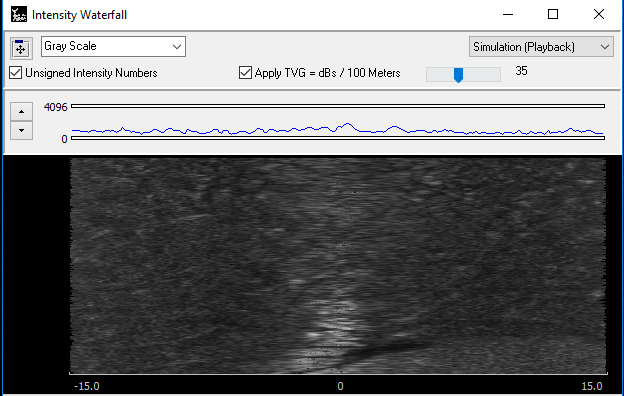 Intensity Waterfall
Gray Scale
Simulation (Playback)
Unsigned Intensity Numbers
Apply TVG = dBs / 100 Meters
35
4096
0
-15.0 0 15.0